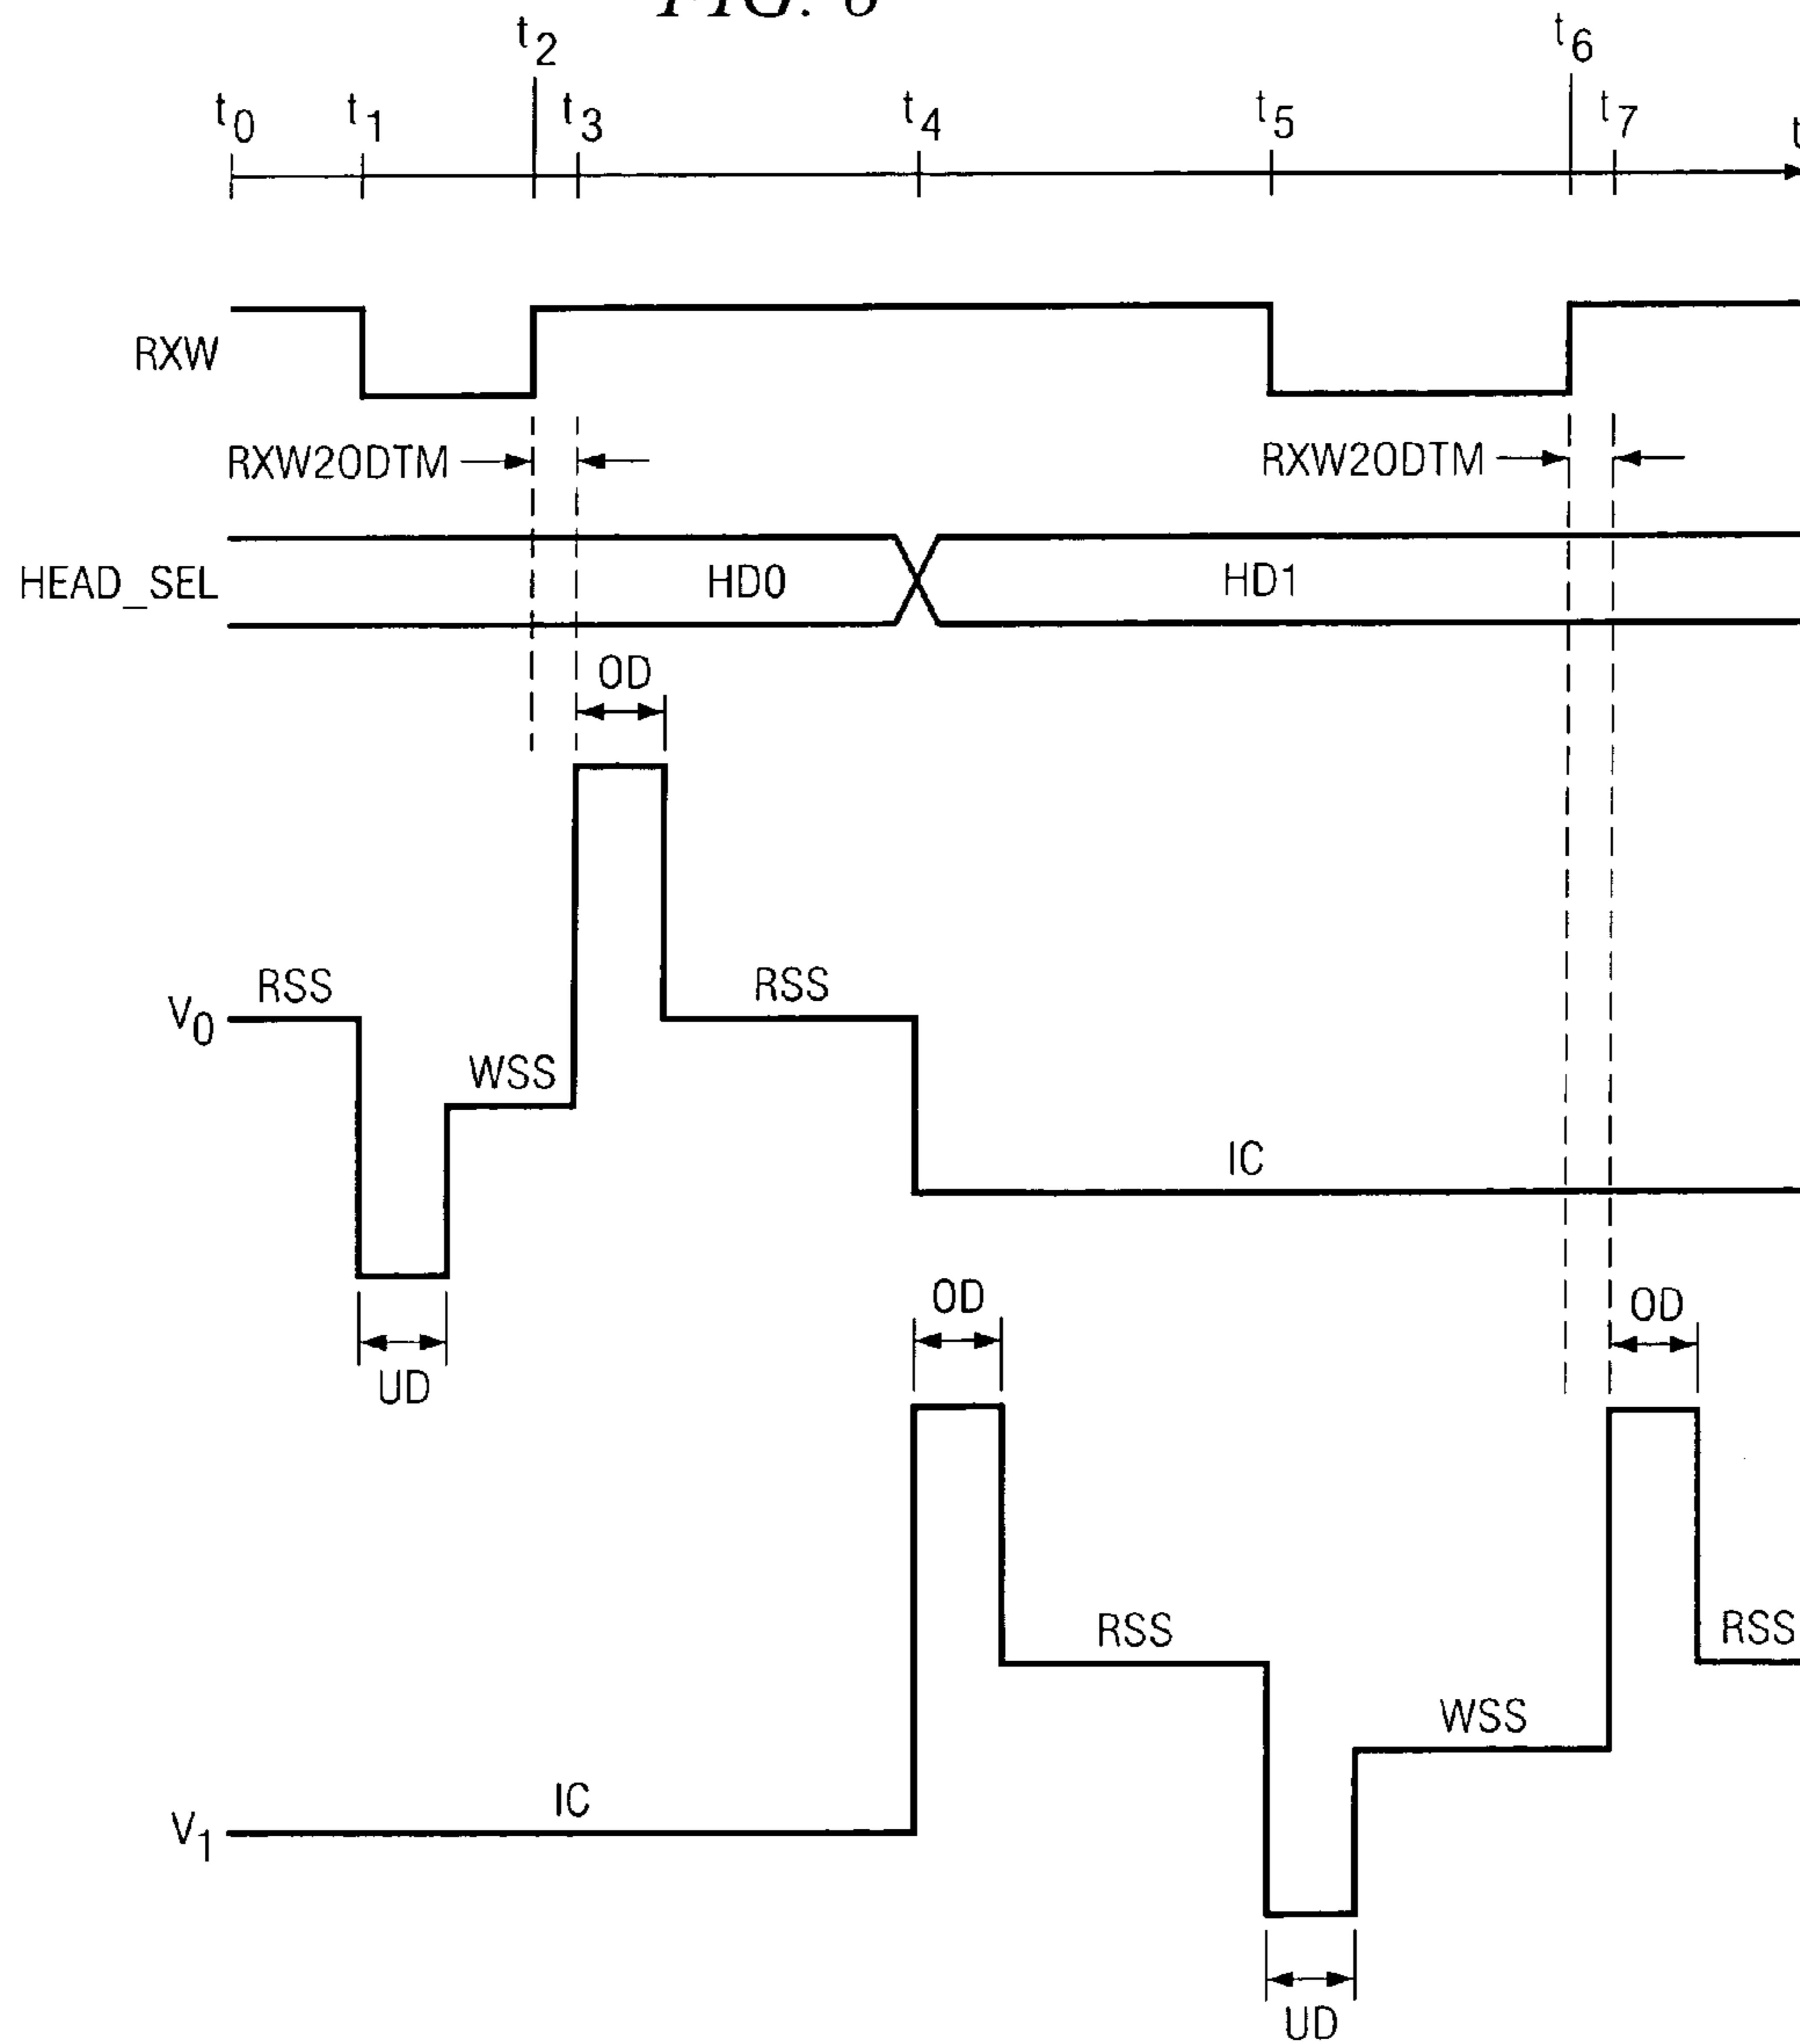 t2 t6
t0 t1 t3 t4 t5 t7 t
RXW
RXW2ODTM RXW2ODTM
HEAD_SEL HD0 HD1
OD
V0 RSS RSS
WSS
IC
OD OD
UD
RSS RSS
WSS
V1 IC
UD